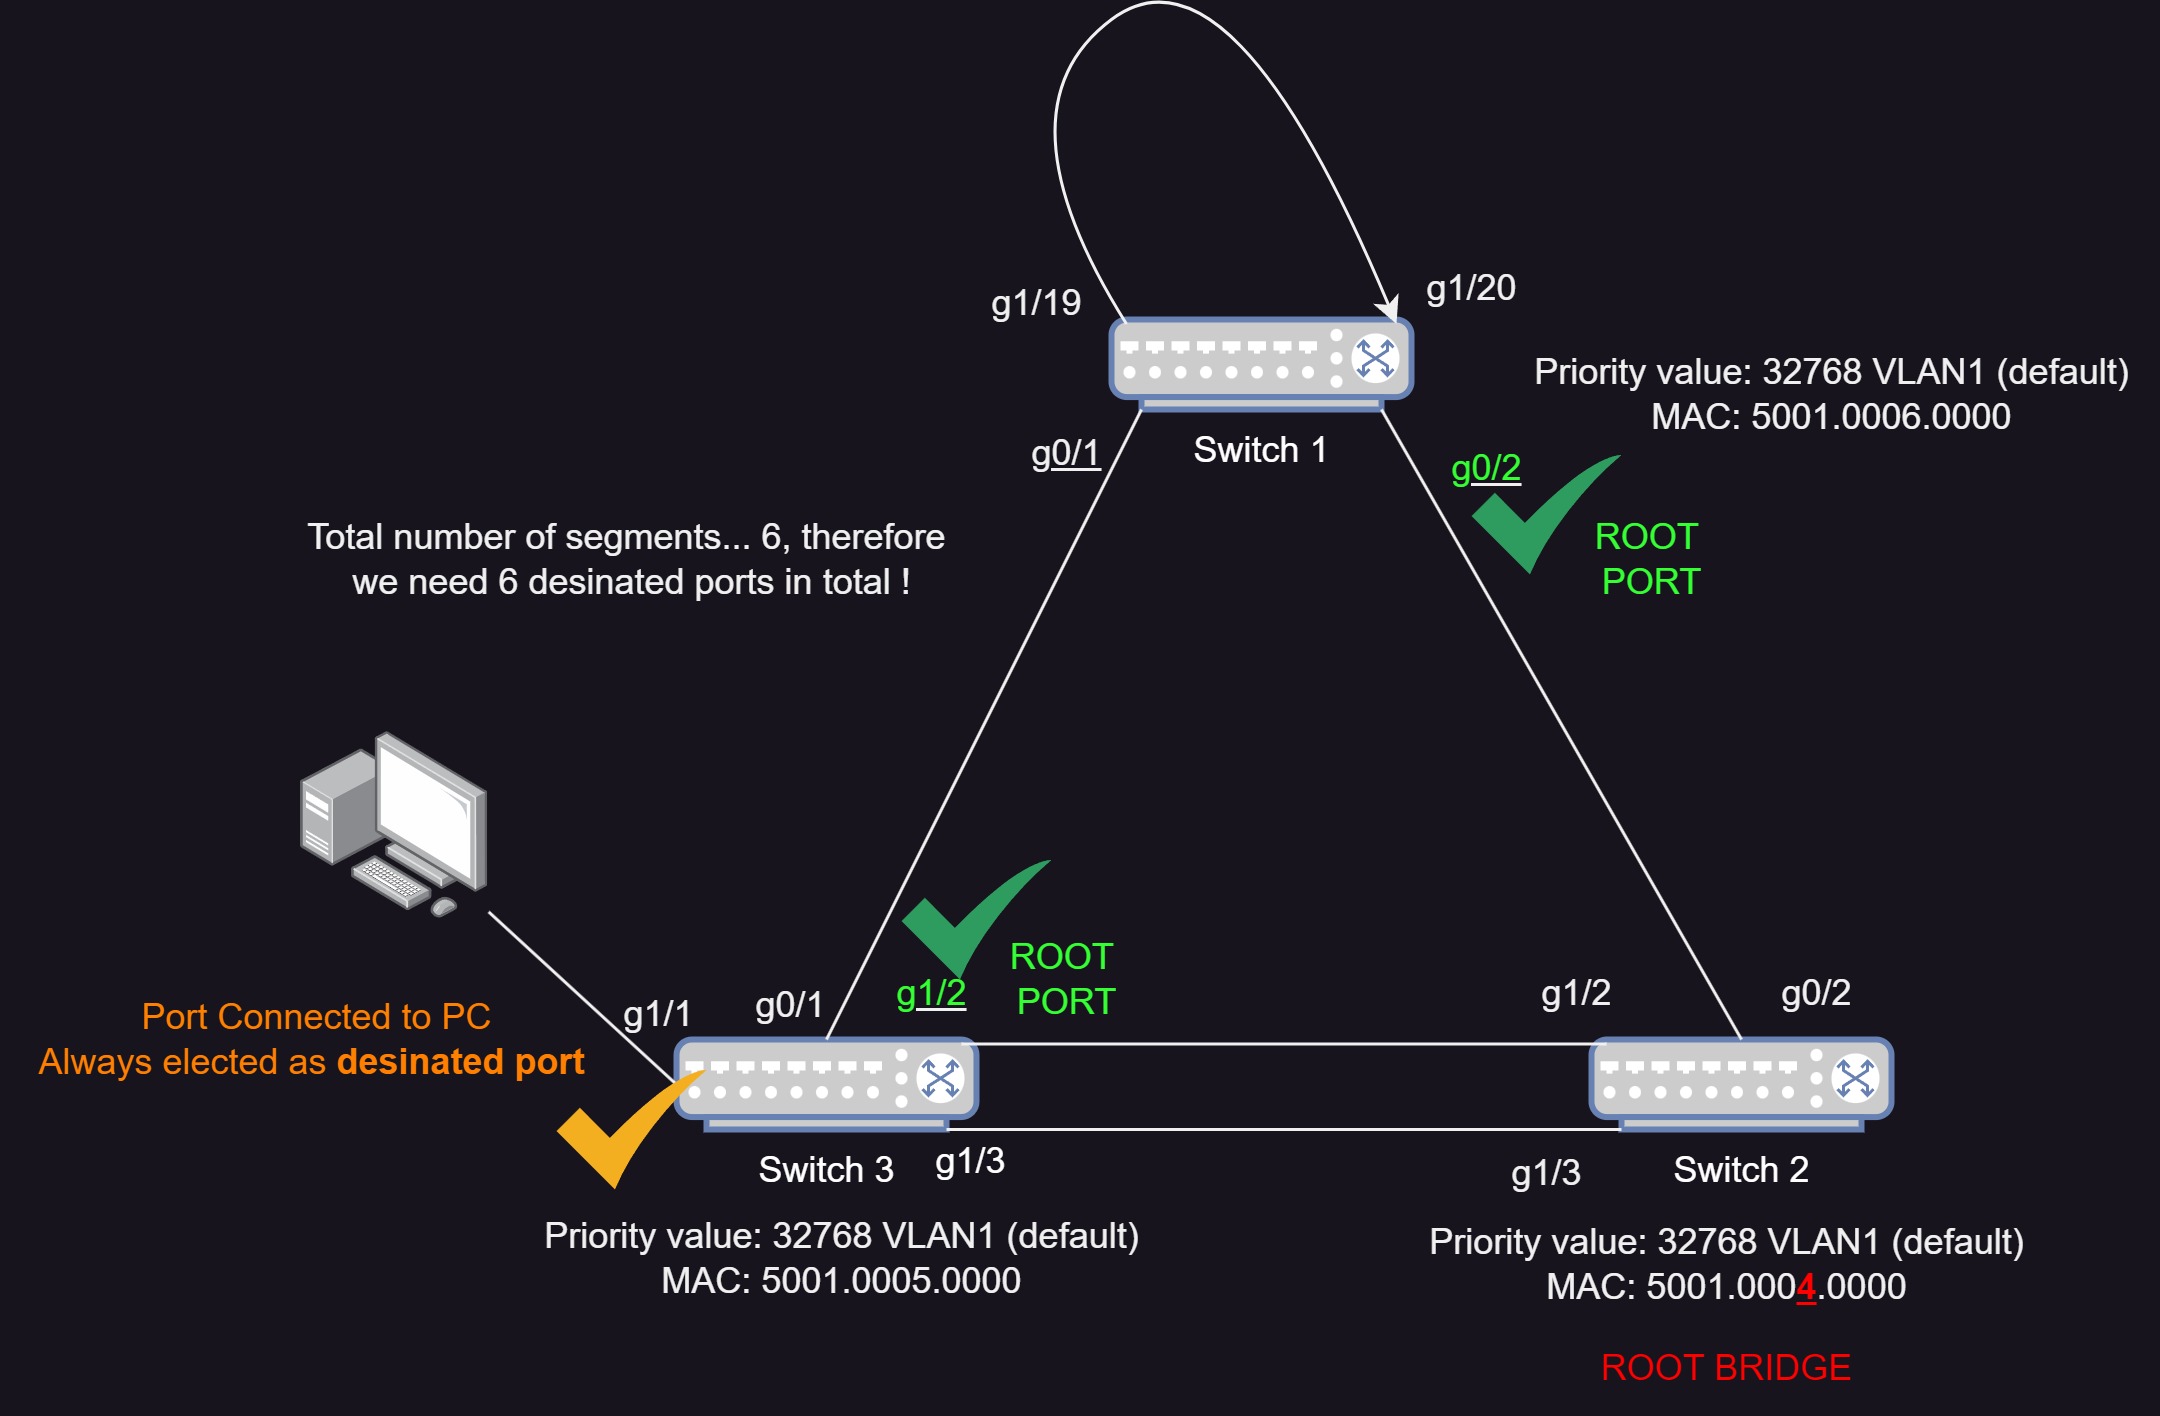 g1/19
g1/20
Priority value: 32768 VLAN1 (default)
MAC: 5001.0006.0000
g0/1
Switch 1
g0/2
ROOT
PORT
Total number of segments... 6, therefore
we need 6 desinated ports in total !
ROOT
PORT
g1/1
g0/1
g1/2
g1/2
g0/2
Port Connected to PC
Always elected as desinated port
Switch 3
g1/3
g1/3
Switch 2
Priority value: 32768 VLAN1 (default)
MAC: 5001.0005.0000
Priority value: 32768 VLAN1 (default)
MAC: 5001.0004.0000
ROOT BRIDGE